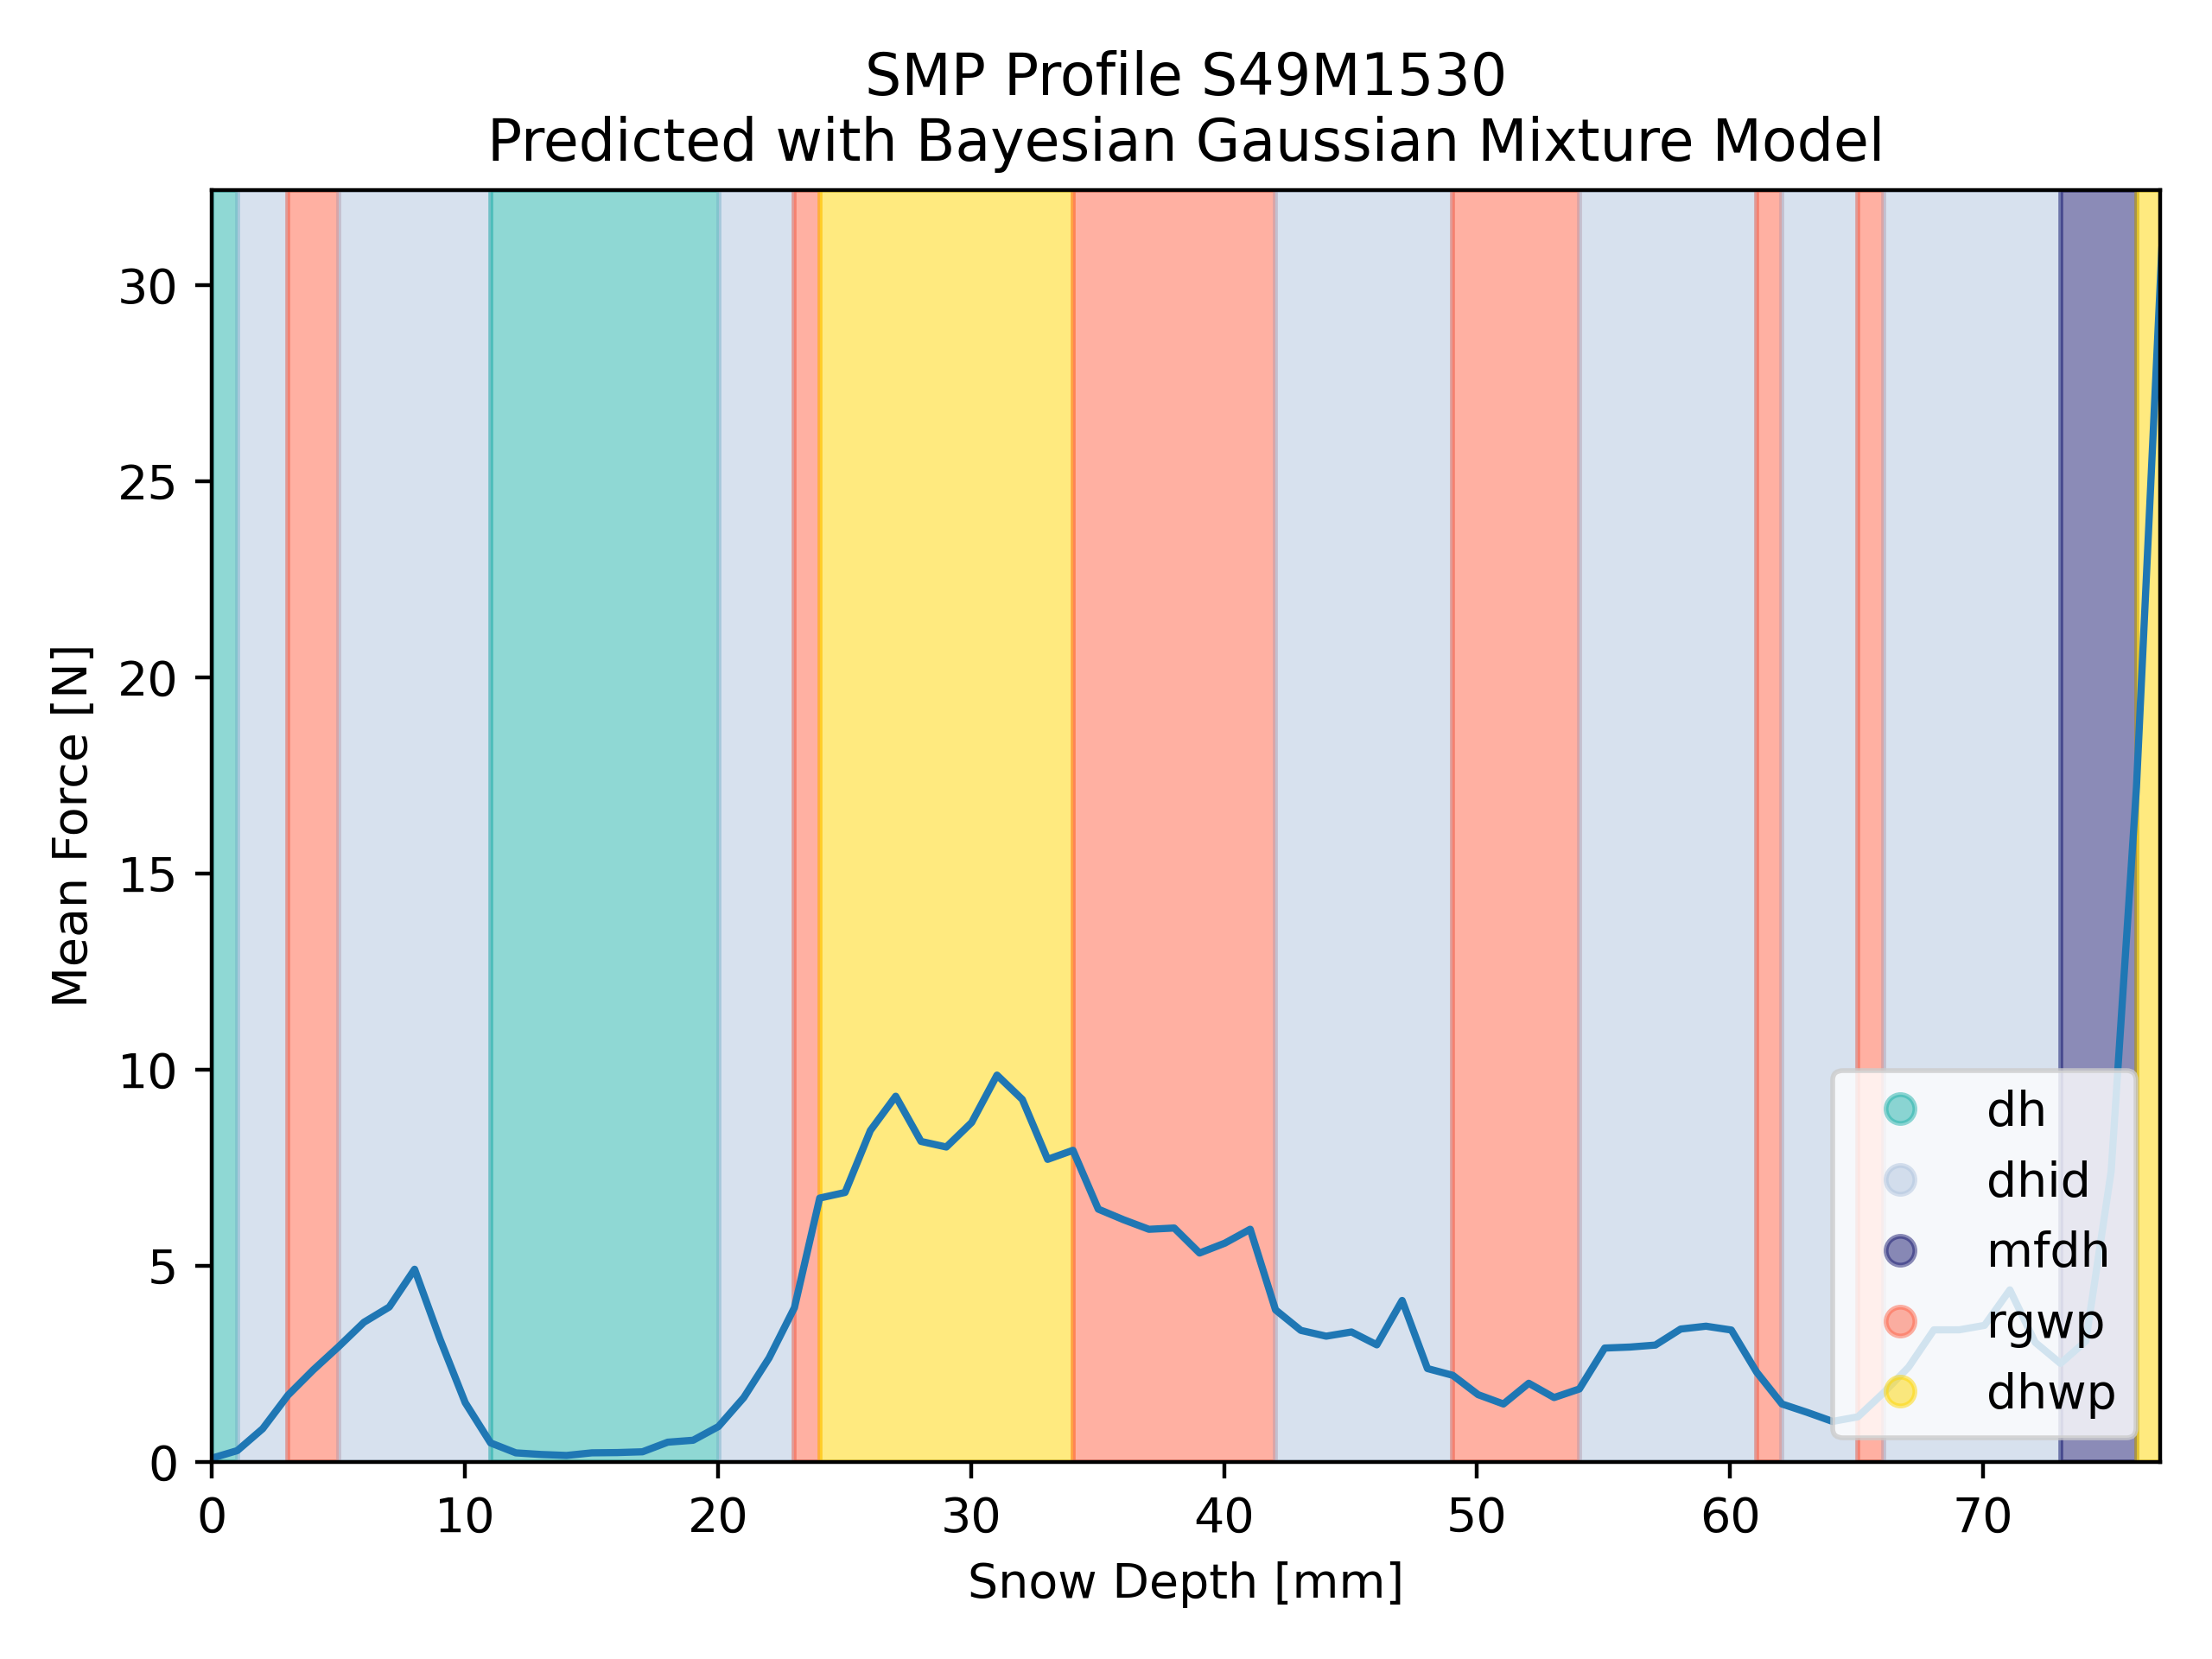 SMP Profile S49M1530
Predicted with Bayesian Gaussian Mixture Model
Mean Force [N]
30
25
20
15
10
5
0
dh
dhid
mfdh
rgwp
dhwp
0 10 20 30 40 50 60 70
Snow Depth [mm]